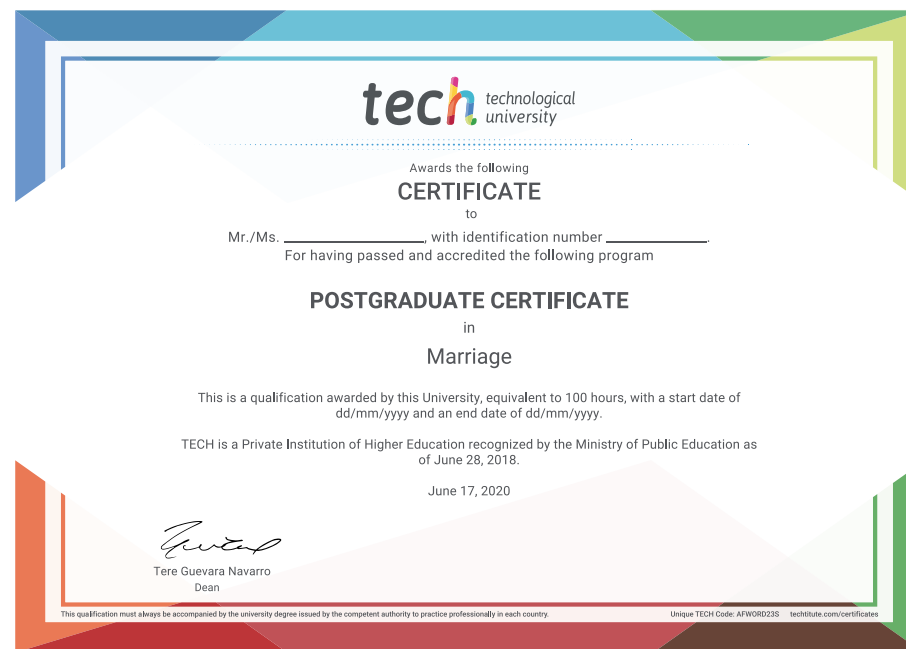 tech technological
university
Awards the following
CERTIFICATE
to
Mr./Ms. ________________, with identification number ______________.
For having passed and accredited the following program
POSTGRADUATE CERTIFICATE
in
Marriage
This is a qualification awarded by this University, equivalent to 100 hours, with a start date of
dd/mm/yyyy and an end date of dd/mm/yyyy.
TECH is a Private Institution of Higher Education recognized by the Ministry of Public Education as
of June 28, 2018.
June 17, 2020
Tere Guevara Navarro
Dean
This qualification must always be accompanied by the university degree issued by the competent authority to practice professionally in each country. Unique TECH Code: AFWORD23S techtitute.com/certificates